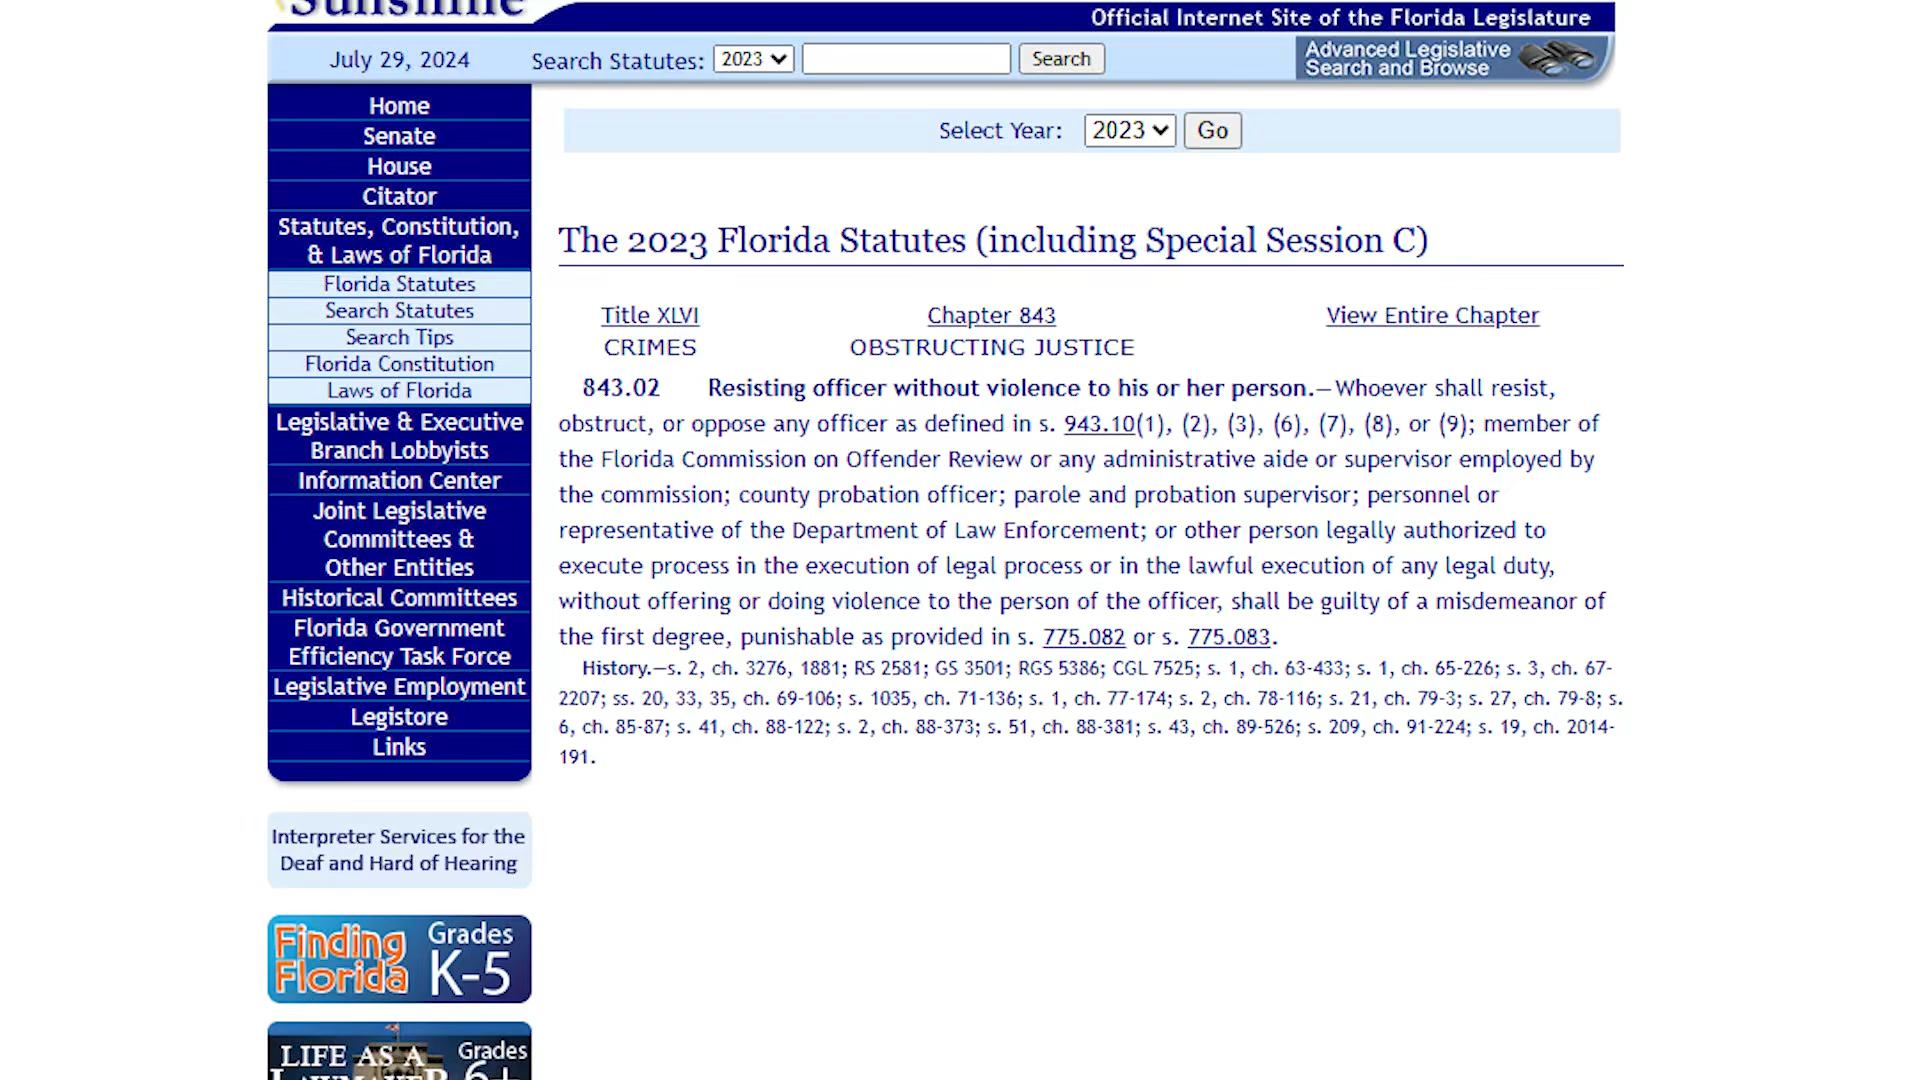 Sunshine
Official Internet Site of the Florida Legislature
July 29, 2024
Search Statutes: 2023 Search
Advanced Legislative
Search and Browse
Home
Senate
House
Citator
Statutes, Constitution,
& Laws of Florida
Florida Statutes
Search Statutes
Search Tips
Florida Constitution
Laws of Florida
Legislative & Executive
Branch Lobbyists
Information Center
Joint Legislative
Committees &
Other Entities
Historical Committees
Florida Government
Efficiency Task Force
Legislative Employment
Legistore
Links
Interpreter Services for the
Deaf and Hard of Hearing
Finding
Florida
Grades
K-5
LIFE AS A
LAWMAKER
Grades
6+
Select Year: 2023 Go
The 2023 Florida Statutes (including Special Session C)
Title XLVI Chapter 843 View Entire Chapter
CRIMES OBSTRUCTING JUSTICE
843.02 Resisting officer without violence to his or her person.—Whoever shall resist,
obstruct, or oppose any officer as defined in s. 943.10(1), (2), (3), (6), (7), (8), or (9); member of
the Florida Commission on Offender Review or any administrative aide or supervisor employed by
the commission; county probation officer; parole and probation supervisor; personnel or
representative of the Department of Law Enforcement; or other person legally authorized to
execute process in the execution of legal process or in the lawful execution of any legal duty,
without offering or doing violence to the person of the officer, shall be guilty of a misdemeanor of
the first degree, punishable as provided in s. 775.082 or s. 775.083.
History.—s. 2, ch. 3276, 1881; RS 2581; GS 3501; RGS 5386; CGL 7525; s. 1, ch. 63-433; s. 1, ch. 65-226; s. 3, ch. 67-
2207; ss. 20, 33, 35, ch. 69-106; s. 1035, ch. 71-136; s. 1, ch. 77-174; s. 2, ch. 78-116; s. 21, ch. 79-3; s. 27, ch. 79-8; s.
6, ch. 85-87; s. 41, ch. 88-122; s. 2, ch. 88-373; s. 51, ch. 88-381; s. 43, ch. 89-526; s. 209, ch. 91-224; s. 19, ch. 2014-
191.